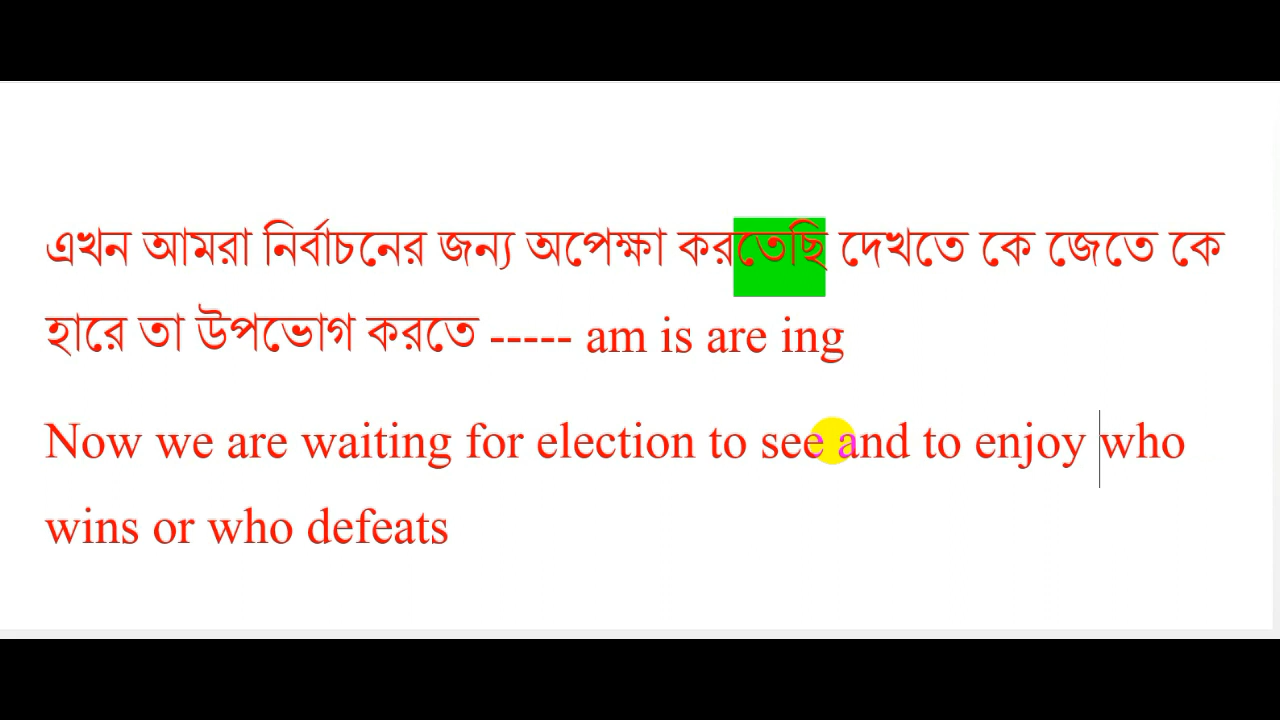 এখন আমরা নির্বাচনের জন্য অপেক্ষা করতেছি দেখতে কে জেতে কে
হারে তা উপভোগ করতে ----- am is are ing
Now we are waiting for election to see and to enjoy who
wins or who defeats